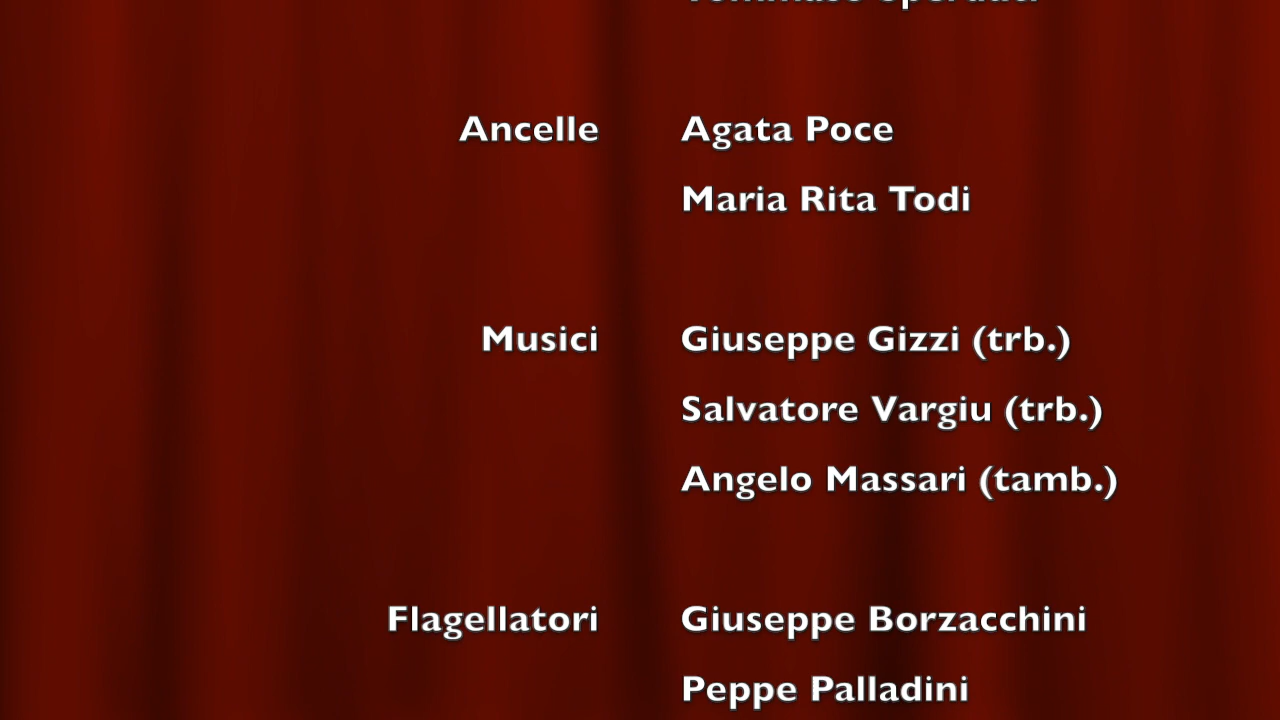 Ancelle Agata Poce
Maria Rita Todi
Musici Giuseppe Gizzi (trb.)
Salvatore Vargiu (trb.)
Angelo Massari (tamb.)
Flagellatori Giuseppe Borzacchini
Peppe Palladini